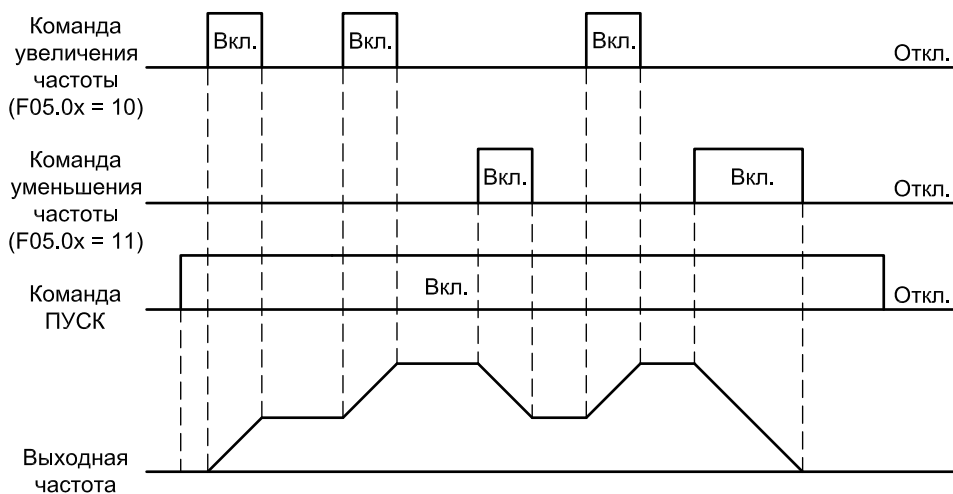 Команда
увеличения
частоты
(F05.0x = 10)
Вкл.
Вкл.
Вкл.
Откл.
Команда
уменьшения
частоты
(F05.0x = 11)
Вкл.
Вкл.
Откл.
Команда
ПУСК
Вкл.
Откл.
Выходная
частота